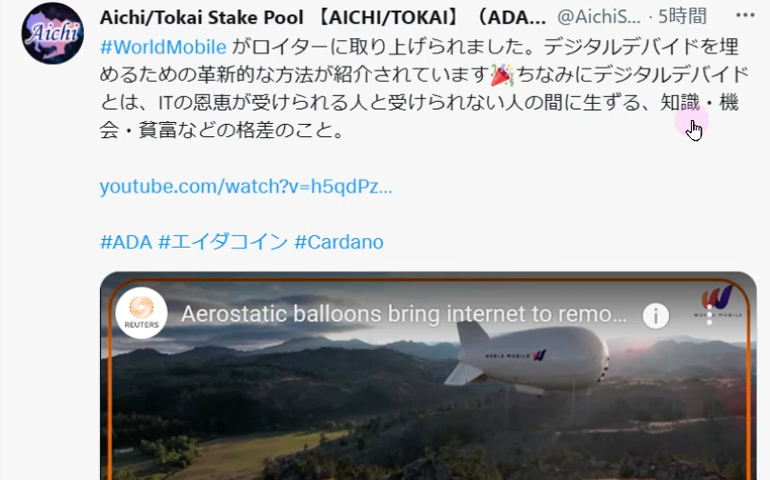 Aichi/Tokai Stake Pool 【AICHI/TOKAI】（ADA... @AichiS... · 5時間
Aichi
#WorldMobile がロイターに取り上げられました。デジタルデバイドを埋
めるための革新的な方法が紹介されています🎉ちなみにデジタルデバイド
とは、ITの恩恵が受けられる人と受けられない人の間に生ずる、知識・機
会・貧富などの格差のこと。
youtube.com/watch?v=h5qdPz...
#ADA #エイダコイン #Cardano
REUTERS
Aerostatic balloons bring internet to remo...
WORLD MOBILE
WORLD MOBILE